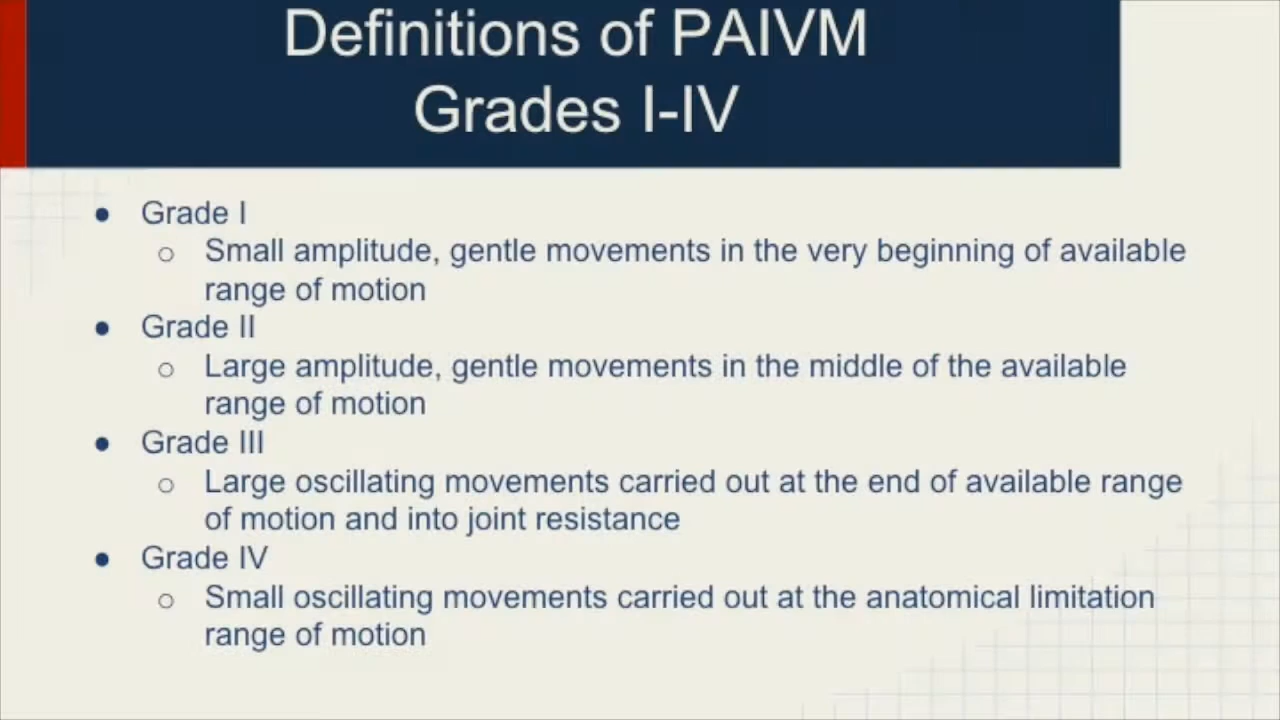 Definitions of PAIVM
Grades I-IV
● Grade I
○ Small amplitude, gentle movements in the very beginning of available
range of motion
● Grade II
○ Large amplitude, gentle movements in the middle of the available
range of motion
● Grade III
○ Large oscillating movements carried out at the end of available range
of motion and into joint resistance
● Grade IV
○ Small oscillating movements carried out at the anatomical limitation
range of motion